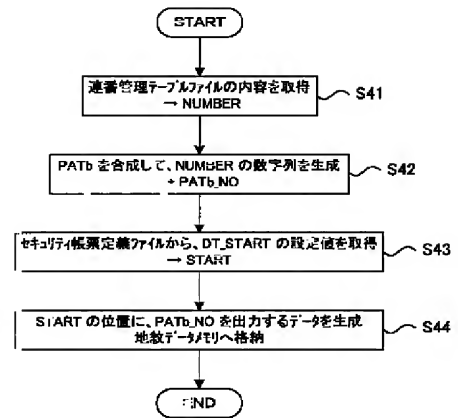 START
連番管理テーブルファイルの内容を取得
→ NUMBER
S41
PATb を合成して、NUMBER の数字列を生成
→ PATb_NO
S42
セキュリティ帳票定義ファイルから、DT_START の設定値を取得
→ START
S43
START の位置に、PATb_NO を出力するデータを生成
地紋データメモリへ格納
S44
END